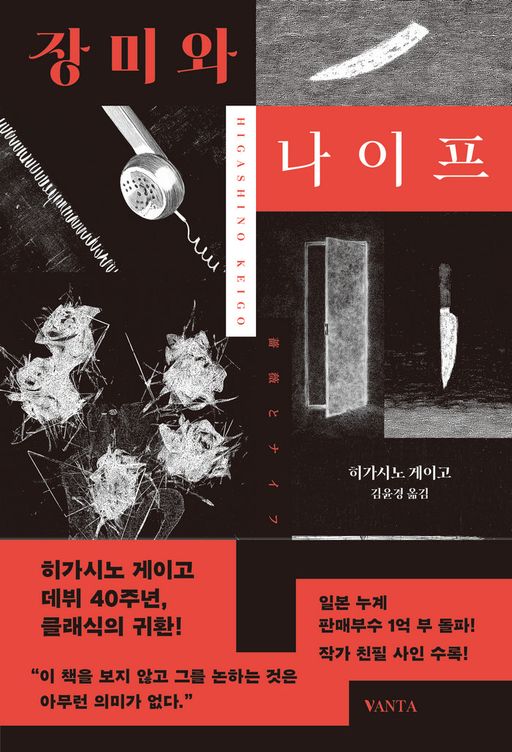 장미와
나이프
HIGASHINO KEIGO
薔薇とナイフ
히가시노 게이고
김윤경 옮김
히가시노 게이고
데뷔 40주년,
클래식의 귀환!
“이 책을 보지 않고 그를 논하는 것은
아무런 의미가 없다.”
일본 누계
판매부수 1억 부 돌파!
작가 친필 사인 수록!
VANTA